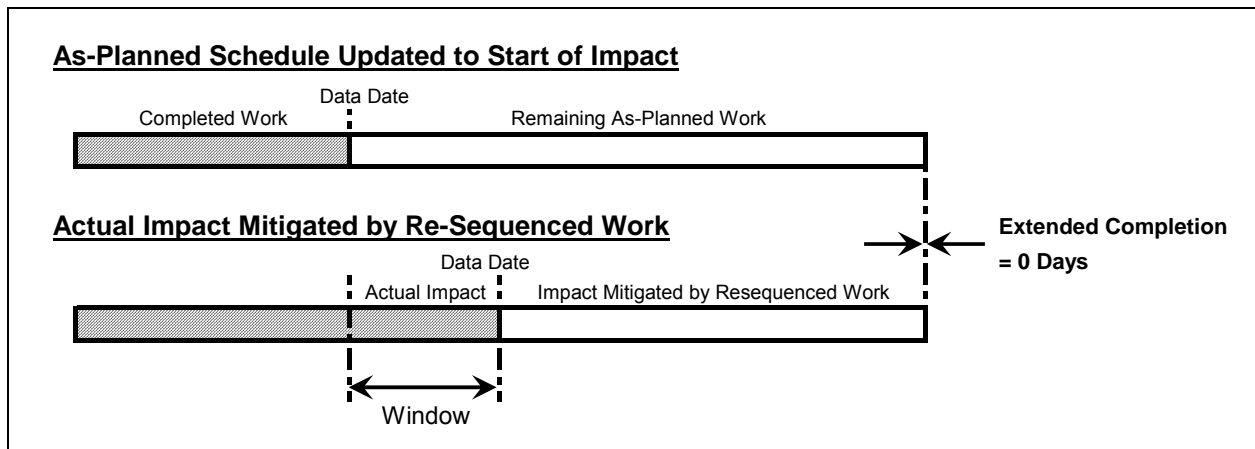 As-Planned Schedule Updated to Start of Impact
Data Date
Completed Work
Remaining As-Planned Work
Actual Impact Mitigated by Re-Sequenced Work
Extended Completion
= 0 Days
Data Date
Actual Impact
Impact Mitigated by Resequenced Work
Window